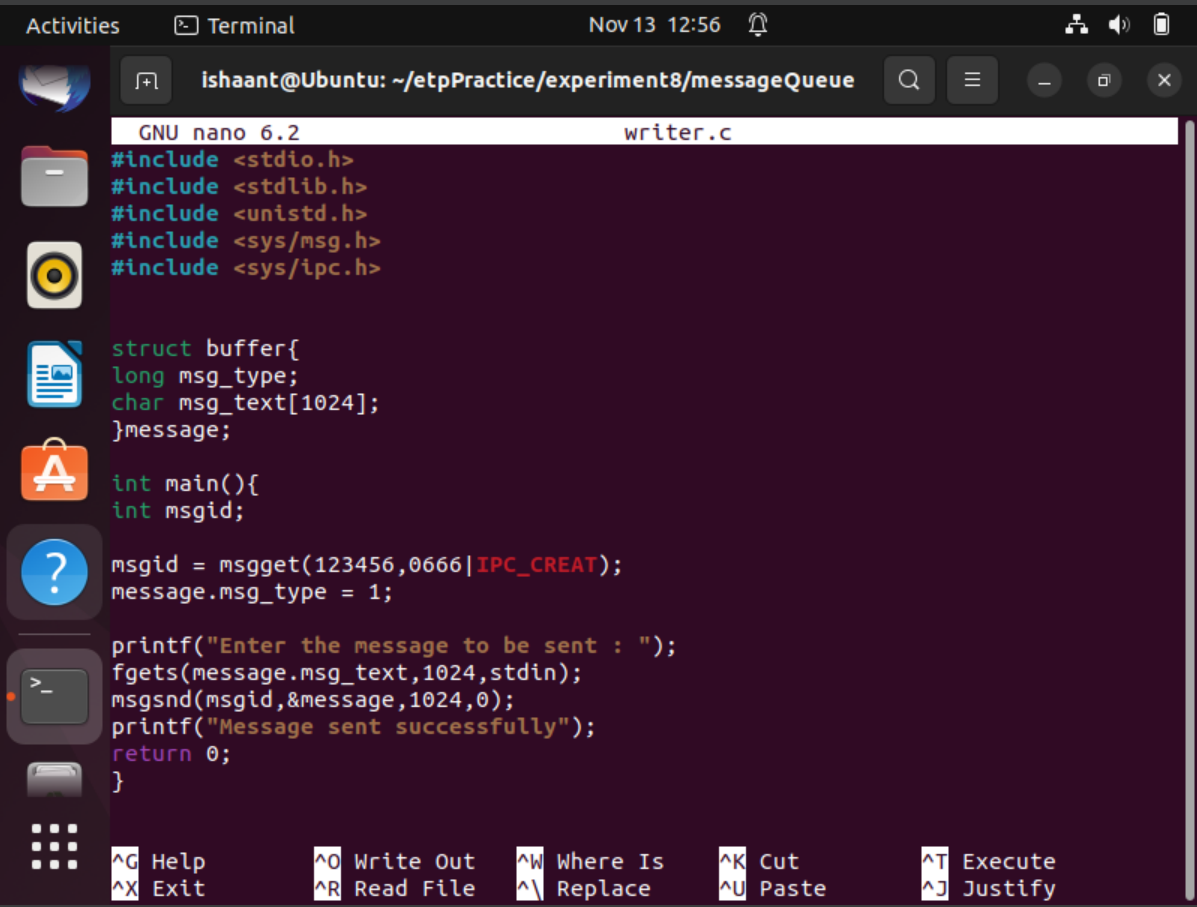 Activities Terminal Nov 13 12:56
ishaant@Ubuntu: ~/etpPractice/experiment8/messageQueue
GNU nano 6.2 writer.c
#include <stdio.h>
#include <stdlib.h>
#include <unistd.h>
#include <sys/msg.h>
#include <sys/ipc.h>
struct buffer{
long msg_type;
char msg_text[1024];
}message;
int main(){
int msgid;
msgid = msgget(123456,0666|IPC_CREAT);
message.msg_type = 1;
printf("Enter the message to be sent : ");
fgets(message.msg_text,1024,stdin);
msgsnd(msgid,&message,1024,0);
printf("Message sent successfully");
return 0;
}
^G Help ^O Write Out ^W Where Is ^K Cut ^T Execute
^X Exit ^R Read File ^\ Replace ^U Paste ^J Justify